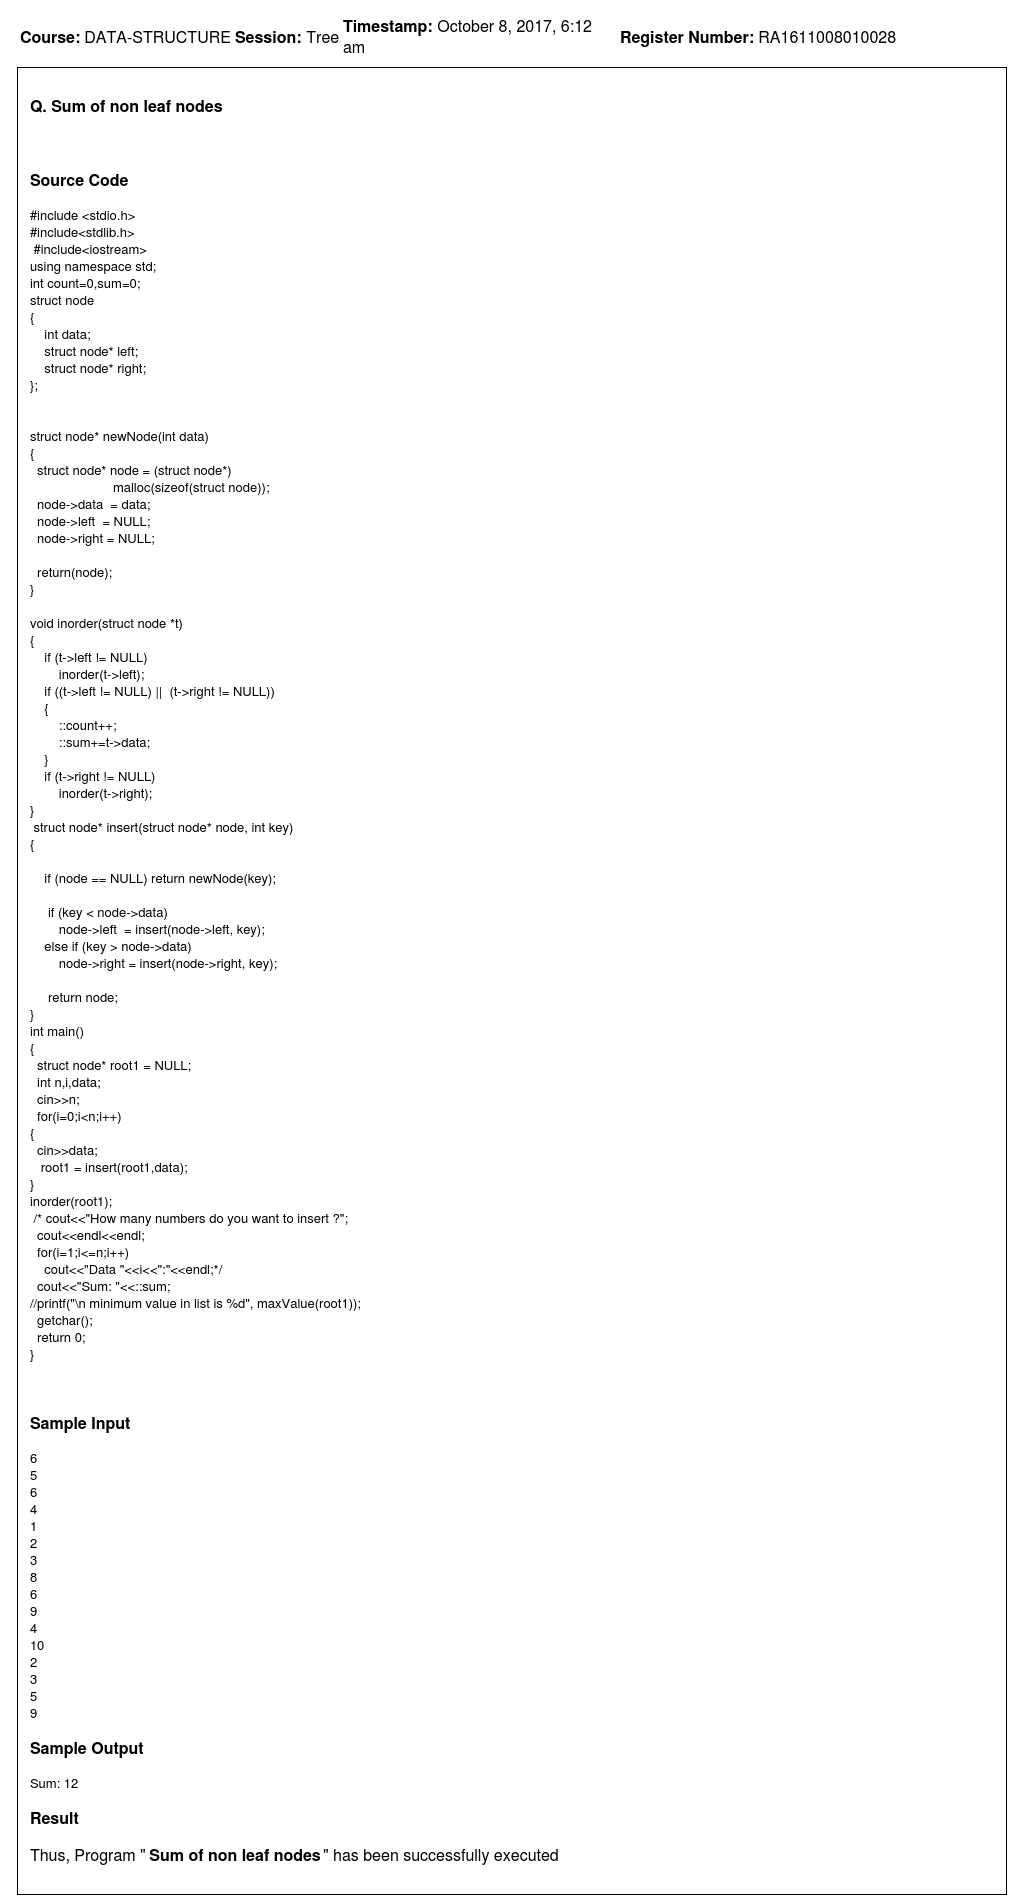 Course: DATA-STRUCTURE Session: Tree Timestamp: October 8, 2017, 6:12 am Register Number: RA1611008010028
Q. Sum of non leaf nodes
Source Code
#include <stdio.h>
#include<stdlib.h>
 #include<iostream>
using namespace std;
int count=0,sum=0;
struct node
{
    int data;
    struct node* left;
    struct node* right;
};
struct node* newNode(int data)
{
  struct node* node = (struct node*)
                       malloc(sizeof(struct node));
  node->data  = data;
  node->left  = NULL;
  node->right = NULL;
  return(node);
}
void inorder(struct node *t)
{
    if (t->left != NULL)
        inorder(t->left);
    if ((t->left != NULL) ||  (t->right != NULL))
    {
        ::count++;
        ::sum+=t->data;
    }
    if (t->right != NULL)
        inorder(t->right);
}
 struct node* insert(struct node* node, int key)
{
    if (node == NULL) return newNode(key);
     if (key < node->data)
        node->left  = insert(node->left, key);
    else if (key > node->data)
        node->right = insert(node->right, key);
     return node;
}
int main()
{
  struct node* root1 = NULL;
  int n,i,data;
  cin>>n;
  for(i=0;i<n;i++)
{
  cin>>data;
   root1 = insert(root1,data);
}
inorder(root1);
 /* cout<<"How many numbers do you want to insert ?";
  cout<<endl<<endl;
  for(i=1;i<=n;i++)
    cout<<"Data "<<i<<":"<<endl;*/
  cout<<"Sum: "<<::sum;
//printf("\n minimum value in list is %d", maxValue(root1));
  getchar();
  return 0;
}
Sample Input
6
5
6
4
1
2
3
8
6
9
4
10
2
3
5
9
Sample Output
Sum: 12
Result
Thus, Program " Sum of non leaf nodes " has been successfully executed